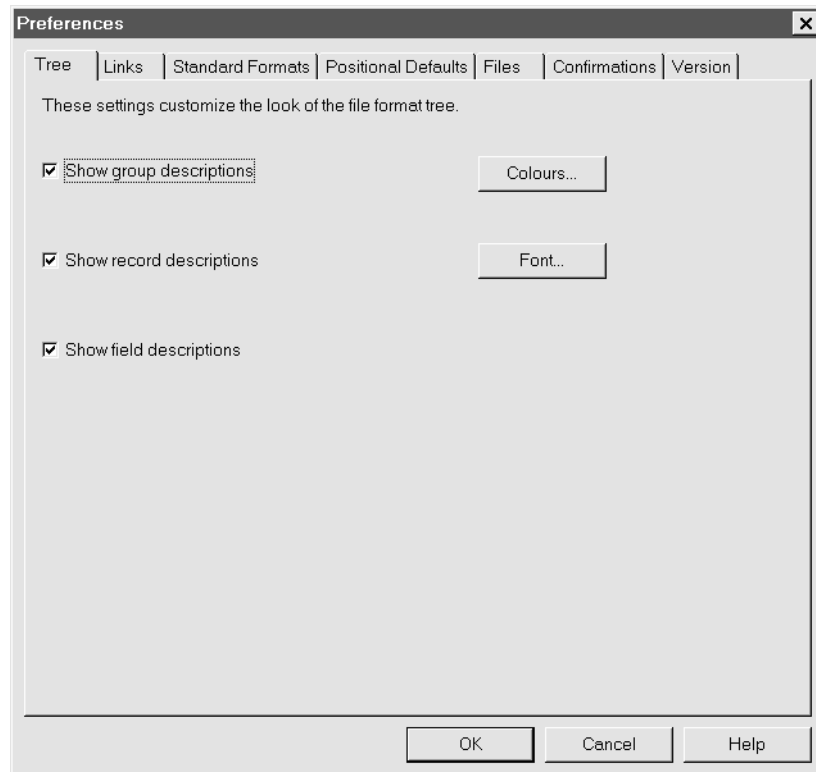 Preferences
Tree Links Standard Formats Positional Defaults Files Confirmations Version
These settings customize the look of the file format tree.
Show group descriptions Colours...
Show record descriptions Font...
Show field descriptions
OK Cancel Help